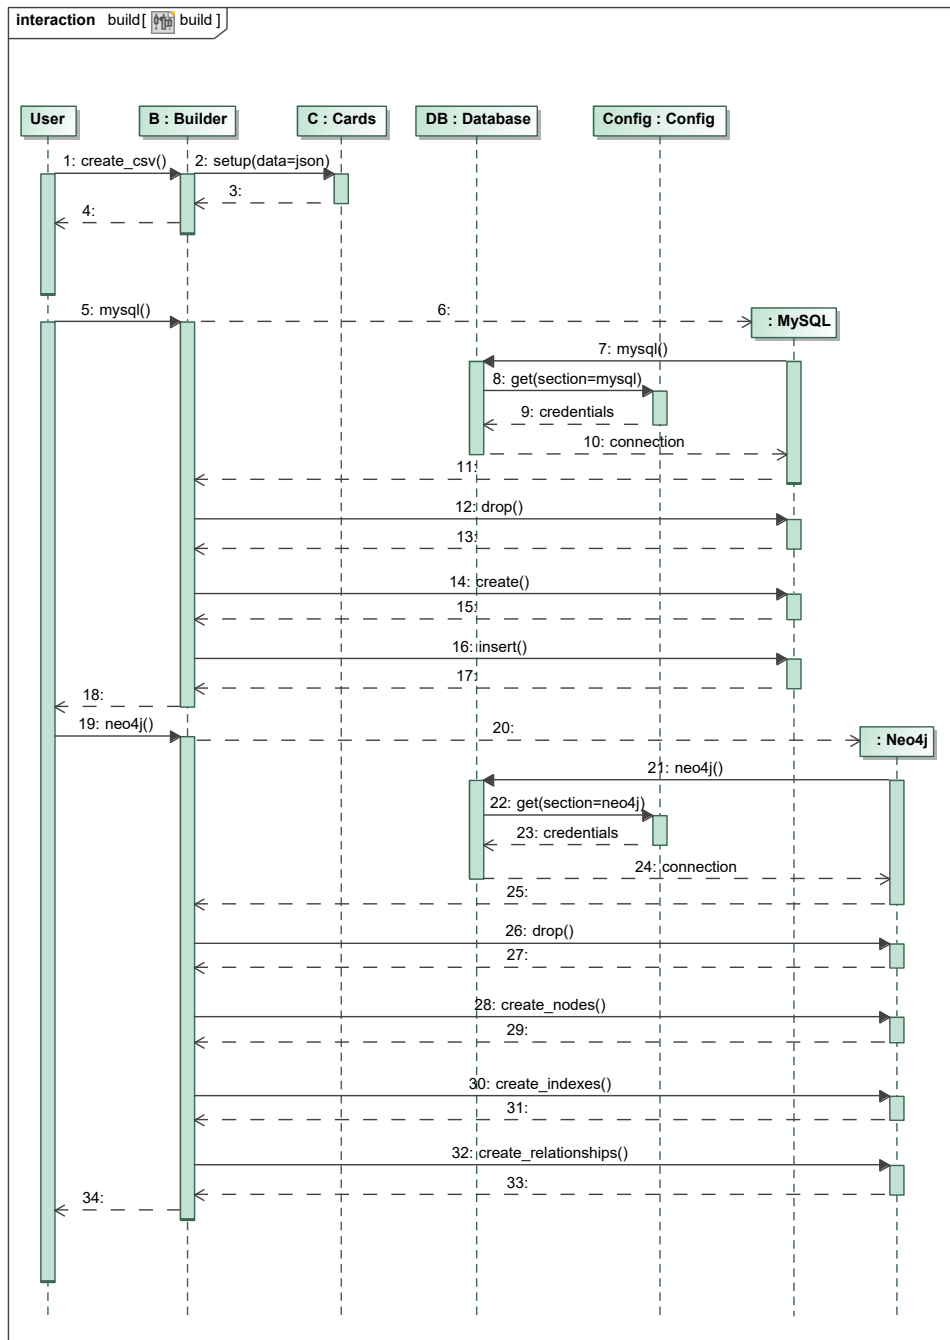 interaction build[ build ]
User
B : Builder
C : Cards
DB : Database
Config : Config
1: create_csv()
2: setup(data=json)
3:
4:
5: mysql()
6:
: MySQL
7: mysql()
8: get(section=mysql)
9: credentials
10: connection
11:
12: drop()
13:
14: create()
15:
16: insert()
17:
18:
19: neo4j()
20:
: Neo4j
21: neo4j()
22: get(section=neo4j)
23: credentials
24: connection
25:
26: drop()
27:
28: create_nodes()
29:
30: create_indexes()
31:
32: create_relationships()
33:
34: